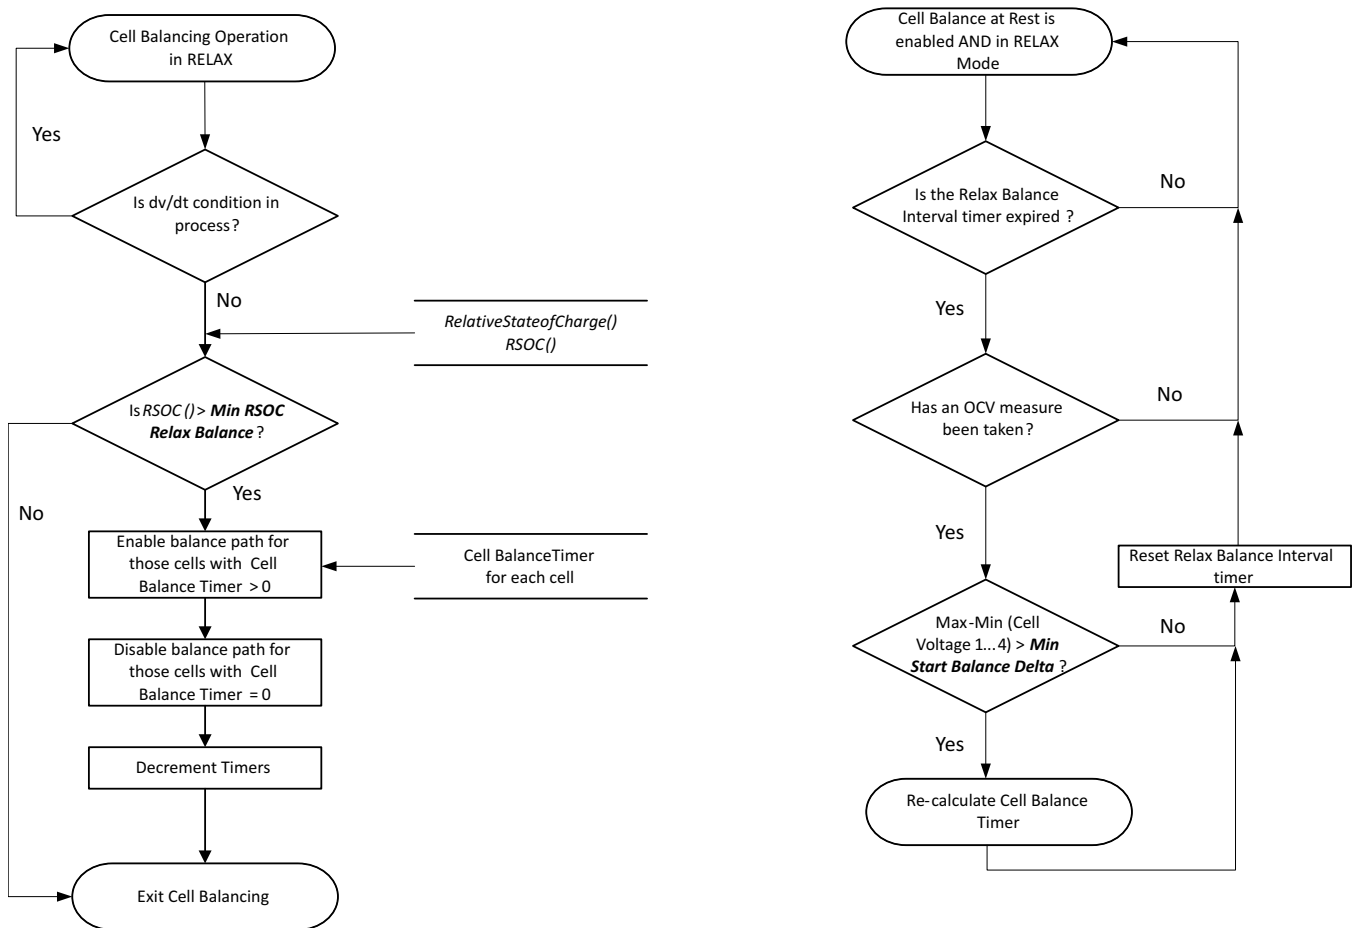 Cell Balancing Operation
in RELAX
Yes
Is dv/dt condition in
process?
No
RelativeStateofCharge()
RSOC()
Is RSOC() > Min RSOC
Relax Balance ?
Yes
No
Enable balance path for
those cells with Cell
Balance Timer > 0
Cell BalanceTimer
for each cell
Disable balance path for
those cells with Cell
Balance Timer = 0
Decrement Timers
Exit Cell Balancing
Cell Balance at Rest is
enabled AND in RELAX
Mode
Is the Relax Balance
Interval timer expired ?
No
Yes
Has an OCV measure
been taken?
No
Yes
Reset Relax Balance Interval
timer
Max-Min (Cell
Voltage 1...4) > Min
Start Balance Delta ?
No
Yes
Re-calculate Cell Balance
Timer